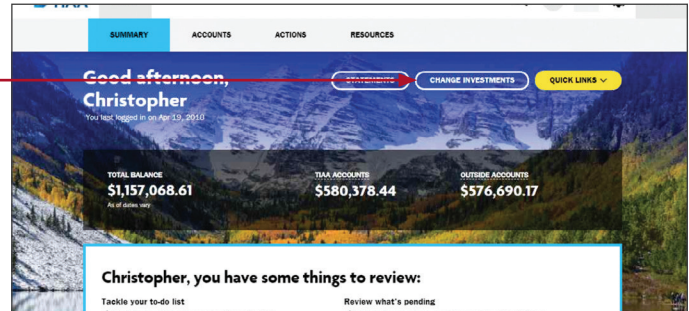 SUMMARY ACCOUNTS ACTIONS RESOURCES
Good afternoon,
Christopher
STATEMENTS CHANGE INVESTMENTS QUICK LINKS
You last logged in on Apr 19, 2018
TOTAL BALANCE TIAA ACCOUNTS OUTSIDE ACCOUNTS
$1,157,068.61 $580,378.44 $576,690.17
As of dates vary
Christopher, you have some things to review:
Tackle your to-do list Review what's pending